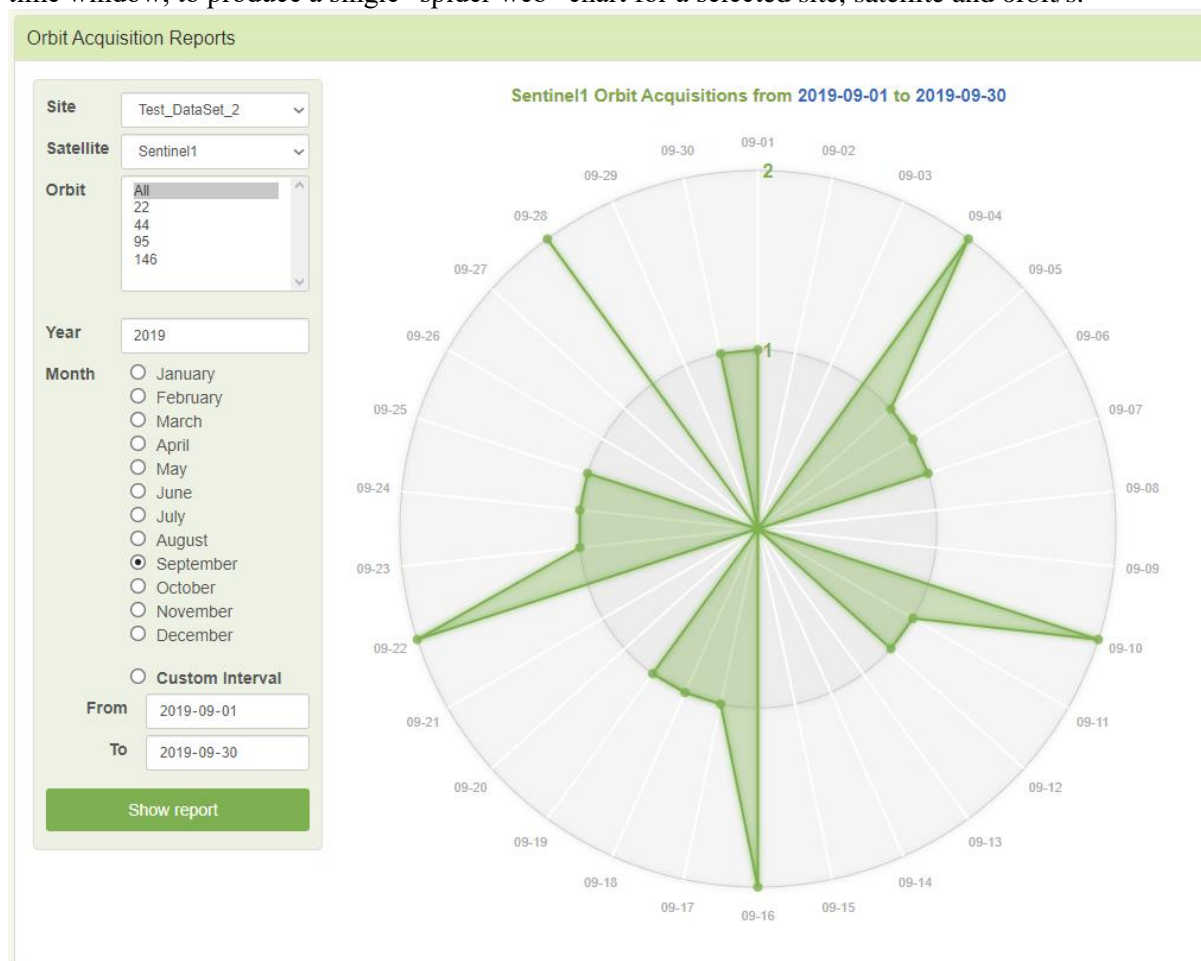 time window, to produce a single "spider web" chart for a selected site, satellite and orbit/s.
Orbit Acquisition Reports
Site
Test_DataSet_2
Satellite
Sentinel1
Orbit
All
22
44
95
146
Year
2019
Month
January
February
March
April
May
June
July
August
September
October
November
December
Custom Interval
From
2019-09-01
To
2019-09-30
Show report
Sentinel1 Orbit Acquisitions from 2019-09-01 to 2019-09-30
09-01
09-02
09-03
09-04
09-05
09-06
09-07
09-08
09-09
09-10
09-11
09-12
09-13
09-14
09-15
09-16
09-17
09-18
09-19
09-20
09-21
09-22
09-23
09-24
09-25
09-26
09-27
09-28
09-29
09-30
2
1